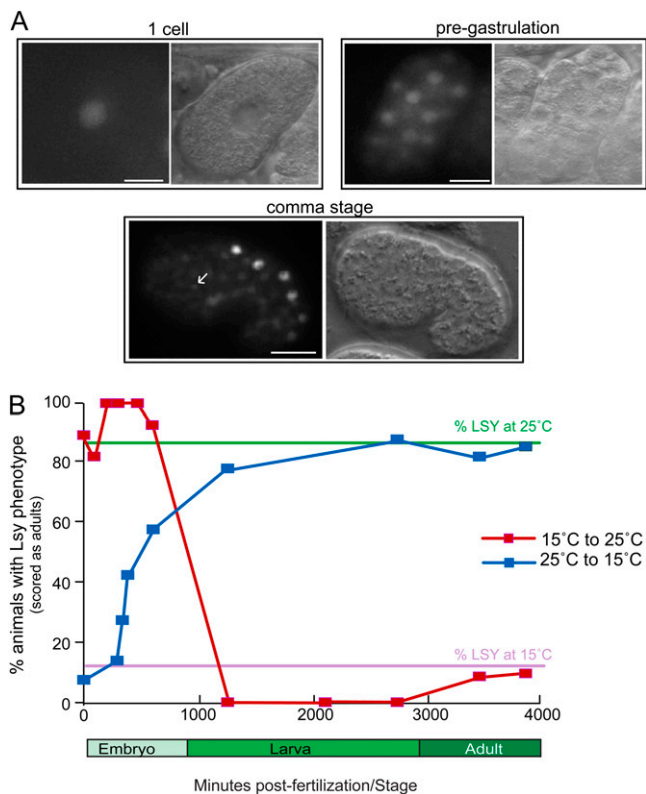 A
1 cell
pre-gastrulation
comma stage
B
% animals with Lsy phenotype
(scored as adults)
100
80
60
40
20
0
% LSY at 25˚C
% LSY at 15˚C
15˚C to 25˚C
25˚C to 15˚C
0 1000 2000 3000 4000
Embryo Larva Adult
Minutes post-fertilization/Stage